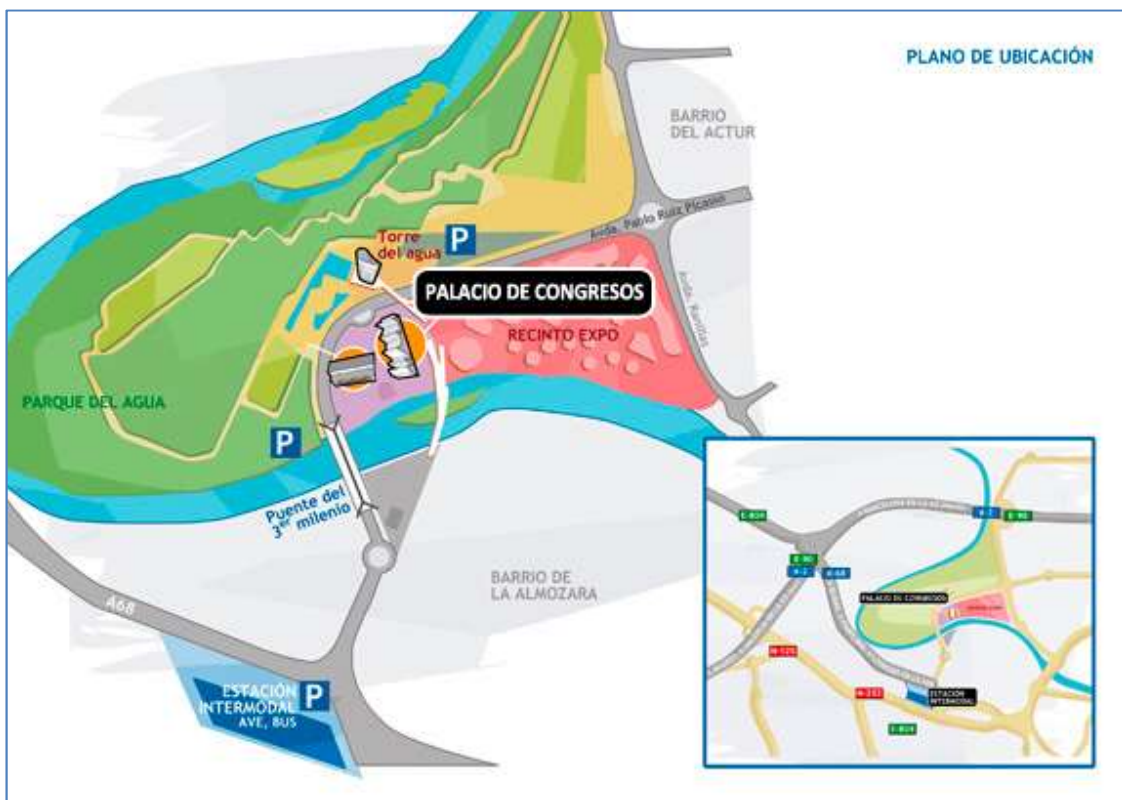 PLANO DE UBICACIÓN
BARRIO
DEL ACTUR
Avda. Pablo Ruiz Picasso
Torre
del agua
P
PALACIO DE CONGRESOS
Avda. Ranillas
RECINTO EXPO
PARQUE DEL AGUA
P
Puente del
3er milenio
BARRIO DE
LA ALMOZARA
A68
ESTACIÓN
INTERMODAL
AVE, BUS
P
E-804
A-2
E-90
E-90
A-2
A-68
PALACIO DE CONGRESOS
N-232
ESTACIÓN
INTERMODAL
E-804